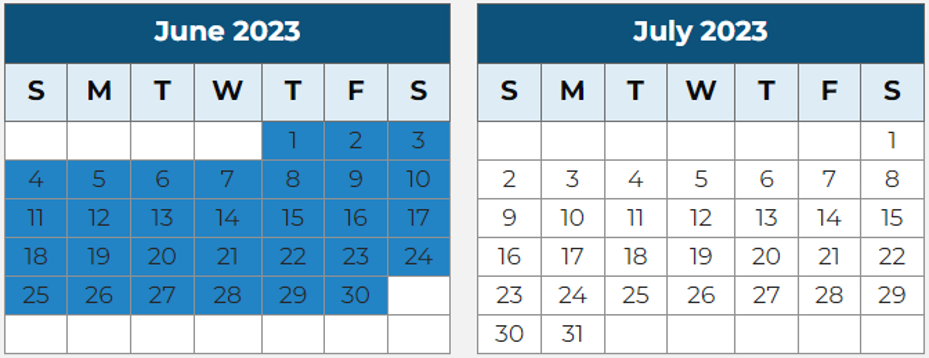 June 2023
S M T W T F S
1 2 3
4 5 6 7 8 9 10
11 12 13 14 15 16 17
18 19 20 21 22 23 24
25 26 27 28 29 30
July 2023
S M T W T F S
1
2 3 4 5 6 7 8
9 10 11 12 13 14 15
16 17 18 19 20 21 22
23 24 25 26 27 28 29
30 31